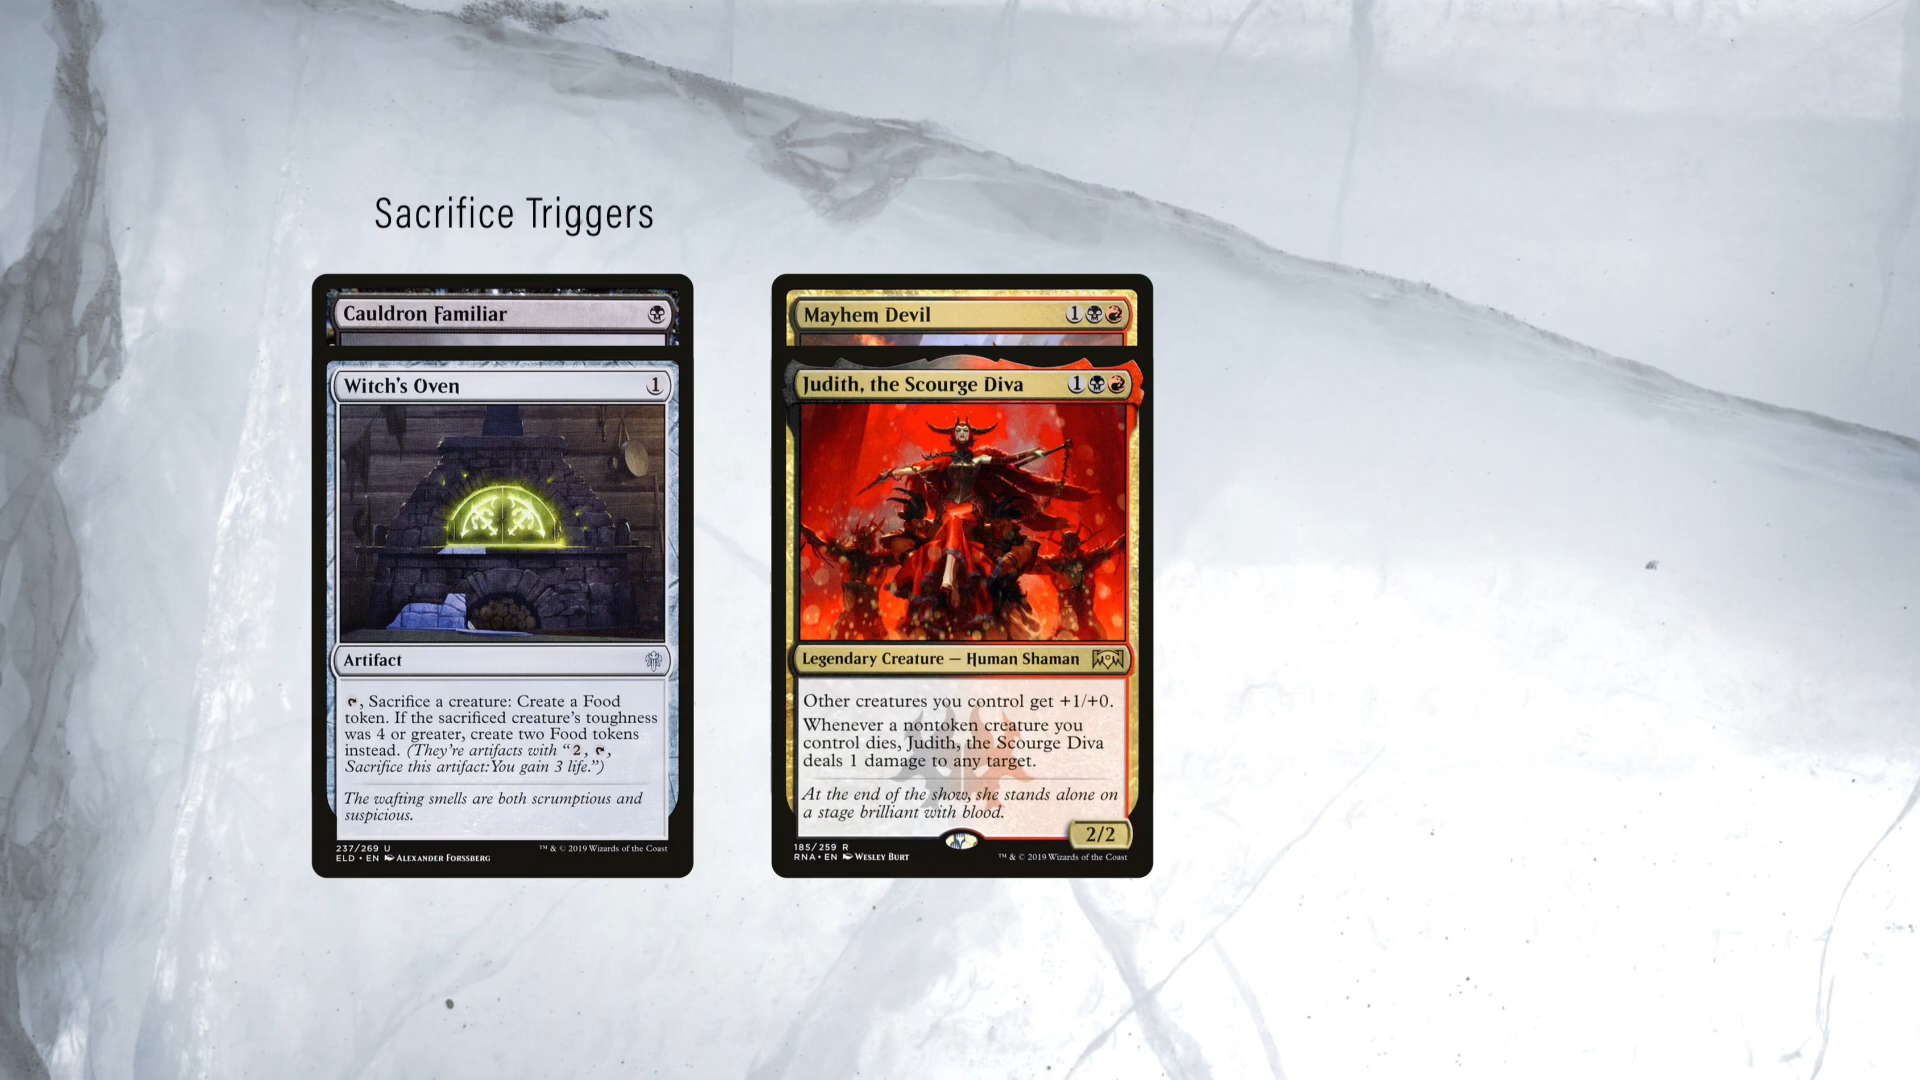 Sacrifice Triggers
Cauldron Familiar
Witch's Oven 1
Artifact
, Sacrifice a creature: Create a Food
token. If the sacrificed creature's toughness
was 4 or greater, create two Food tokens
instead. (They're artifacts with “2, ,
Sacrifice this artifact:You gain 3 life.”)
The wafting smells are both scrumptious and
suspicious.
237/269 U
ELD • EN ALEXANDER FORSSBERG
™ & © 2019 Wizards of the Coast
Mayhem Devil 1
Judith, the Scourge Diva 1
Legendary Creature — Human Shaman
Other creatures you control get +1/+0.
Whenever a nontoken creature you
control dies, Judith, the Scourge Diva
deals 1 damage to any target.
At the end of the show, she stands alone on
a stage brilliant with blood.
2/2
185/259 R
RNA • EN WESLEY BURT
™ & © 2019 Wizards of the Coast